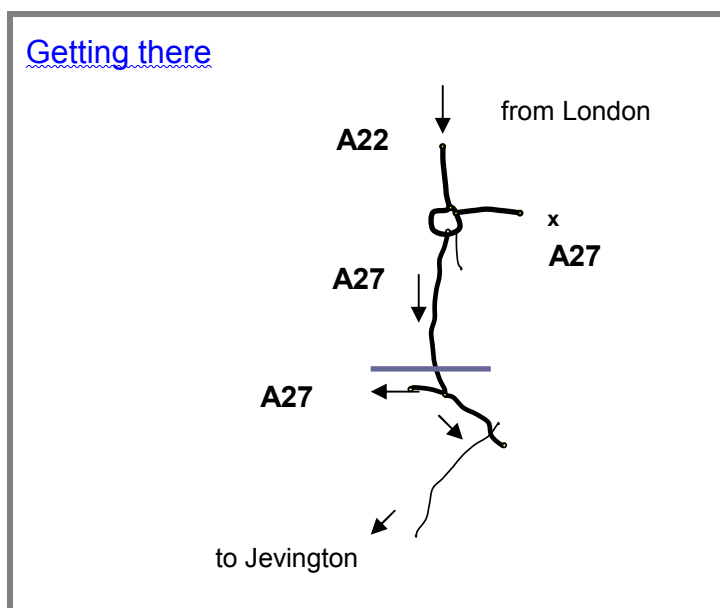 Getting there
from London
A22
x
A27
A27
A27
to Jevington